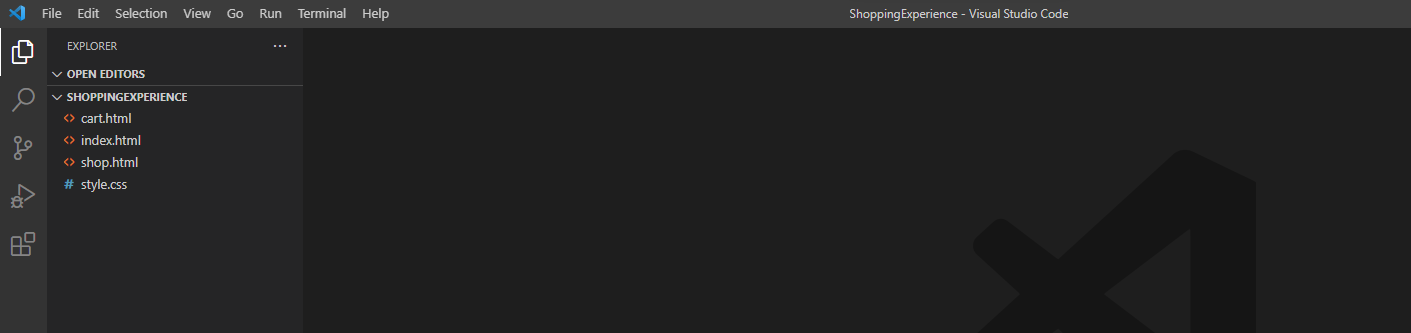 File Edit Selection View Go Run Terminal Help ShoppingExperience - Visual Studio Code
EXPLORER ...
OPEN EDITORS
SHOPPINGEXPERIENCE
<> cart.html
<> index.html
<> shop.html
# style.css